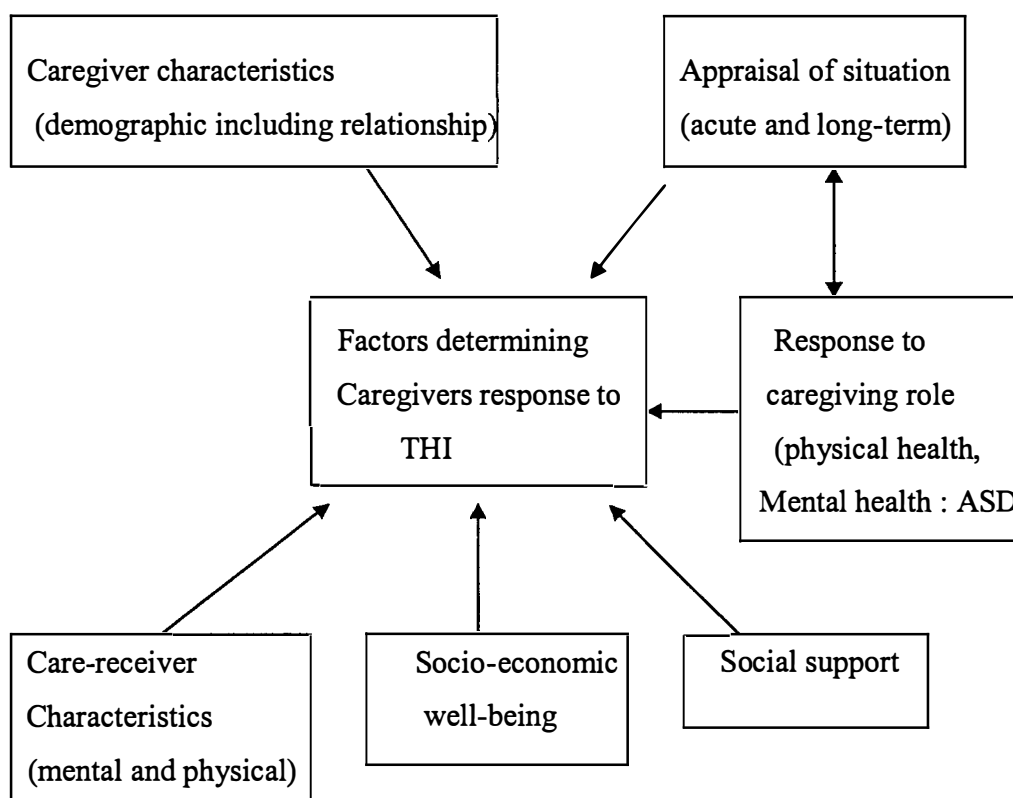 Caregiver characteristics
(demographic including relationship)
Appraisal of situation
(acute and long-term)
Factors determining
Caregivers response to
THI
Response to
caregiving role
(physical health,
Mental health : ASD
Care-receiver
Characteristics
(mental and physical)
Socio-economic
well-being
Social support